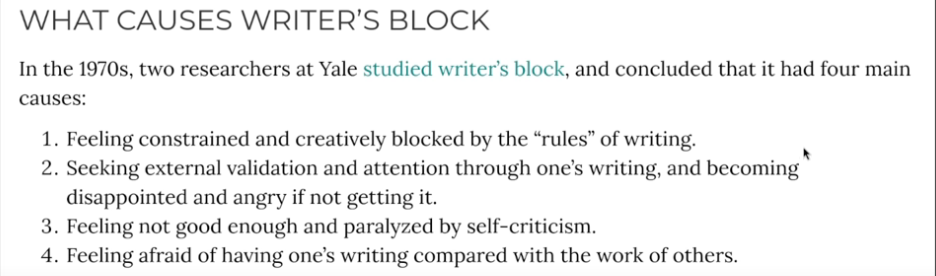 WHAT CAUSES WRITER’S BLOCK
In the 1970s, two researchers at Yale studied writer’s block, and concluded that it had four main
causes:
1. Feeling constrained and creatively blocked by the “rules” of writing.
2. Seeking external validation and attention through one’s writing, and becoming
disappointed and angry if not getting it.
3. Feeling not good enough and paralyzed by self-criticism.
4. Feeling afraid of having one’s writing compared with the work of others.